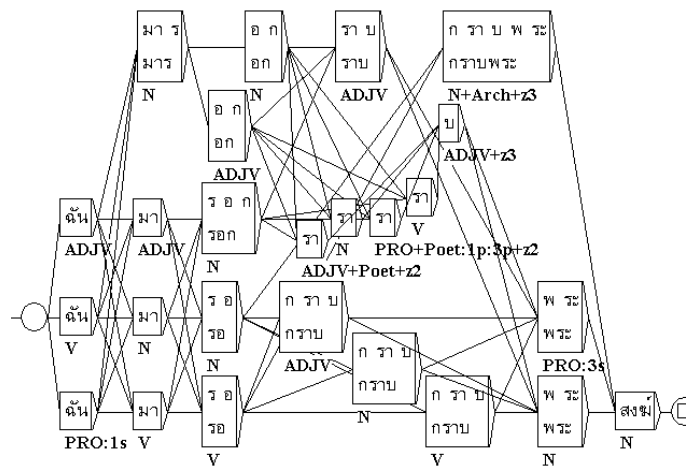 มา ร
มาร
N
อ ก
อก
N
รา บ
ราบ
ADJV
ก รา บ พ ระ
กราบพระ
N+Arch+z3
อ ก
อก
ADJV
บ
ADJV+z3
ฉัน
ADJV
มา
ADJV
ร อ ก
รอก
N
รา
ADJV+Poet+z2
รา
N
รา
PRO+Poet:1p:3p+z2
รา
V
ฉัน
V
มา
N
ร อ
รอ
N
ก รา บ
กราบ
ADJV
พ ระ
พระ
PRO:3s
ก รา บ
กราบ
N
ฉัน
PRO:1s
มา
V
ร อ
รอ
V
ก รา บ
กราบ
V
พ ระ
พระ
N
สงฆ์
N